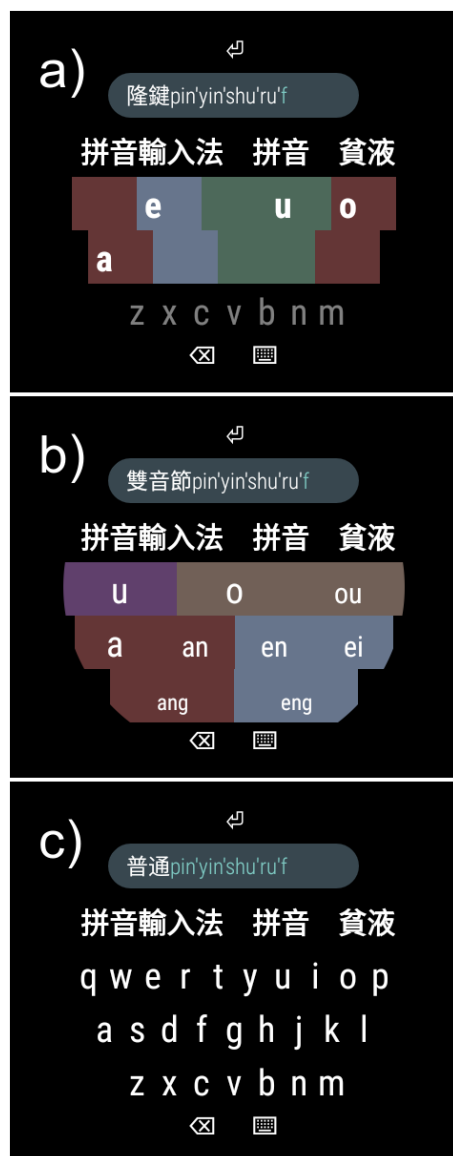 a)
隆鍵pin'yin'shu'ru'f
拼音輸入法 拼音 貧液
e u o
a
z x c v b n m
b)
雙音節pin'yin'shu'ru'f
拼音輸入法 拼音 貧液
u o ou
a an en ei
ang eng
c)
普通pin'yin'shu'ru'f
拼音輸入法 拼音 貧液
q w e r t y u i o p
a s d f g h j k l
z x c v b n m